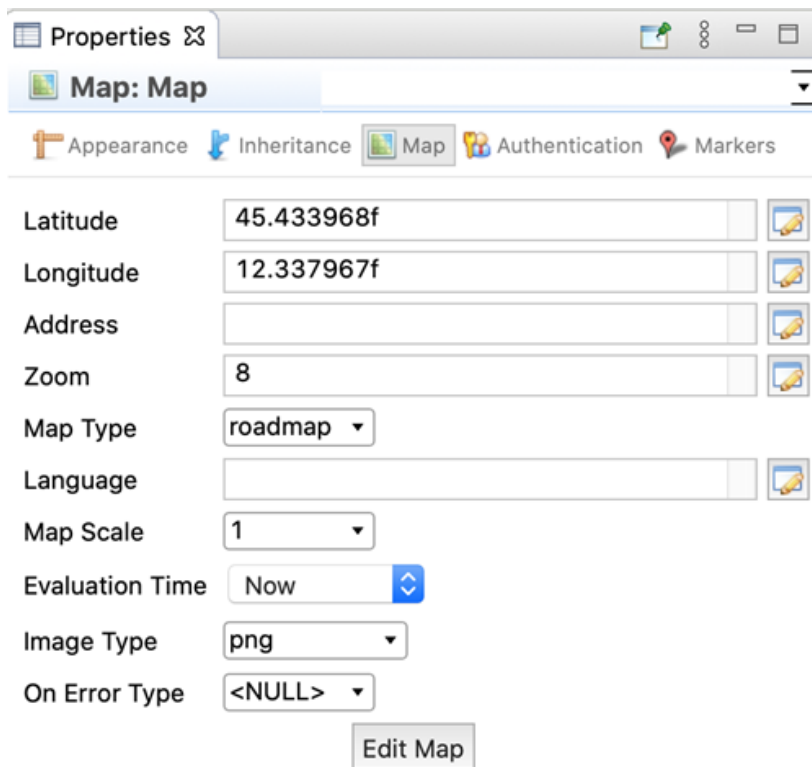 Properties
Map: Map
Appearance Inheritance Map Authentication Markers
Latitude 45.433968f
Longitude 12.337967f
Address
Zoom 8
Map Type roadmap
Language
Map Scale 1
Evaluation Time Now
Image Type png
On Error Type <NULL>
Edit Map